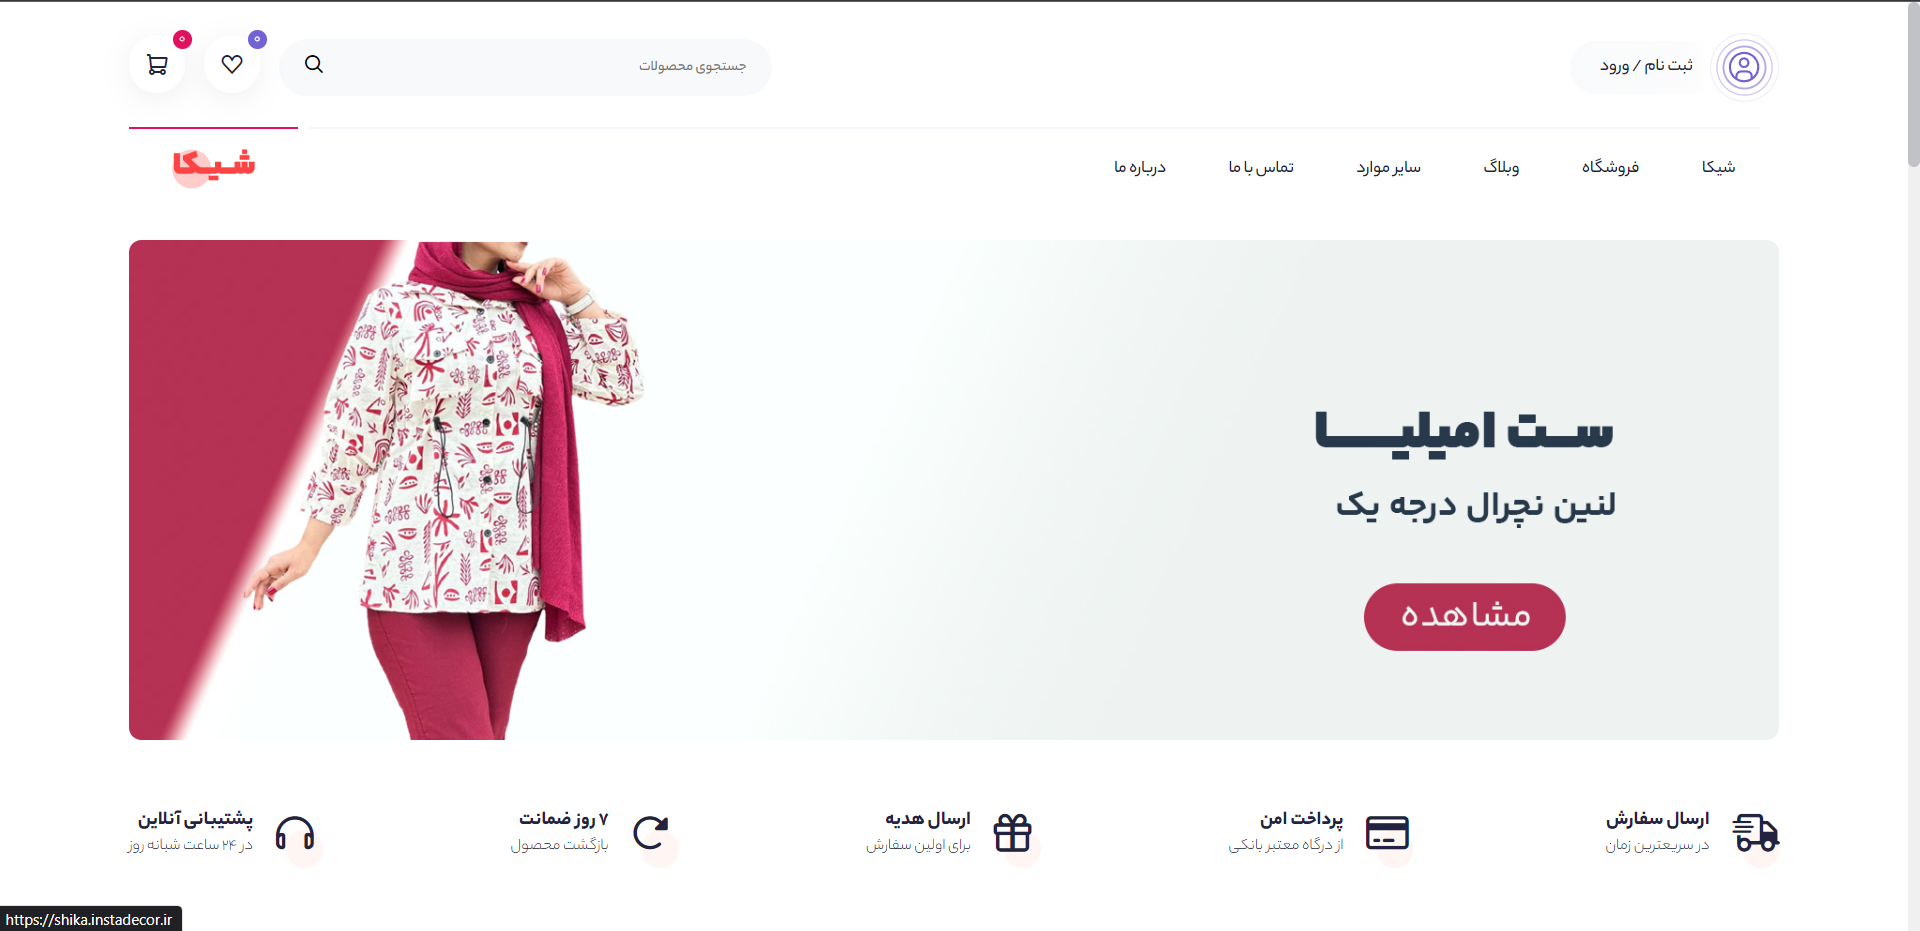 ثبت نام / ورود
جستجوی محصولات
۰
۰
شیکا
فروشگاه
وبلاگ
سایر موارد
تماس با ما
درباره ما
شیـکا
ســت امیلیــــا
لنین نچرال درجه یک
مشاهده
ارسال سفارش
در سریعترین زمان
پرداخت امن
از درگاه معتبر بانکی
ارسال هدیه
برای اولین سفارش
۷ روز ضمانت
بازگشت محصول
پشتیبانی آنلاین
در ۲۴ ساعت شبانه روز
https://shika.instadecor.ir